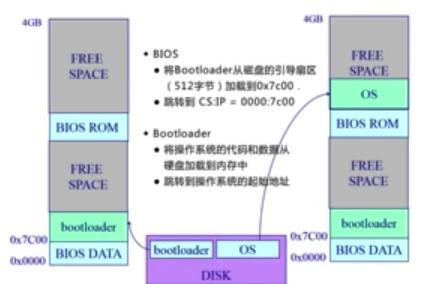 4GB
FREE
SPACE
BIOS ROM
FREE
SPACE
bootloader
0x7C00
BIOS DATA
0x0000
BIOS
将Bootloader从磁盘的引导扇区
（512字节）加载到0x7c00 .
跳转到 CS:IP = 0000:7c00
Bootloader
将操作系统的代码和数据从
硬盘加载到内存中
跳转到操作系统的起始地址
bootloader
OS
DISK
4GB
FREE
SPACE
OS
BIOS ROM
FREE
SPACE
bootloader
0x7C00
BIOS DATA
0x0000